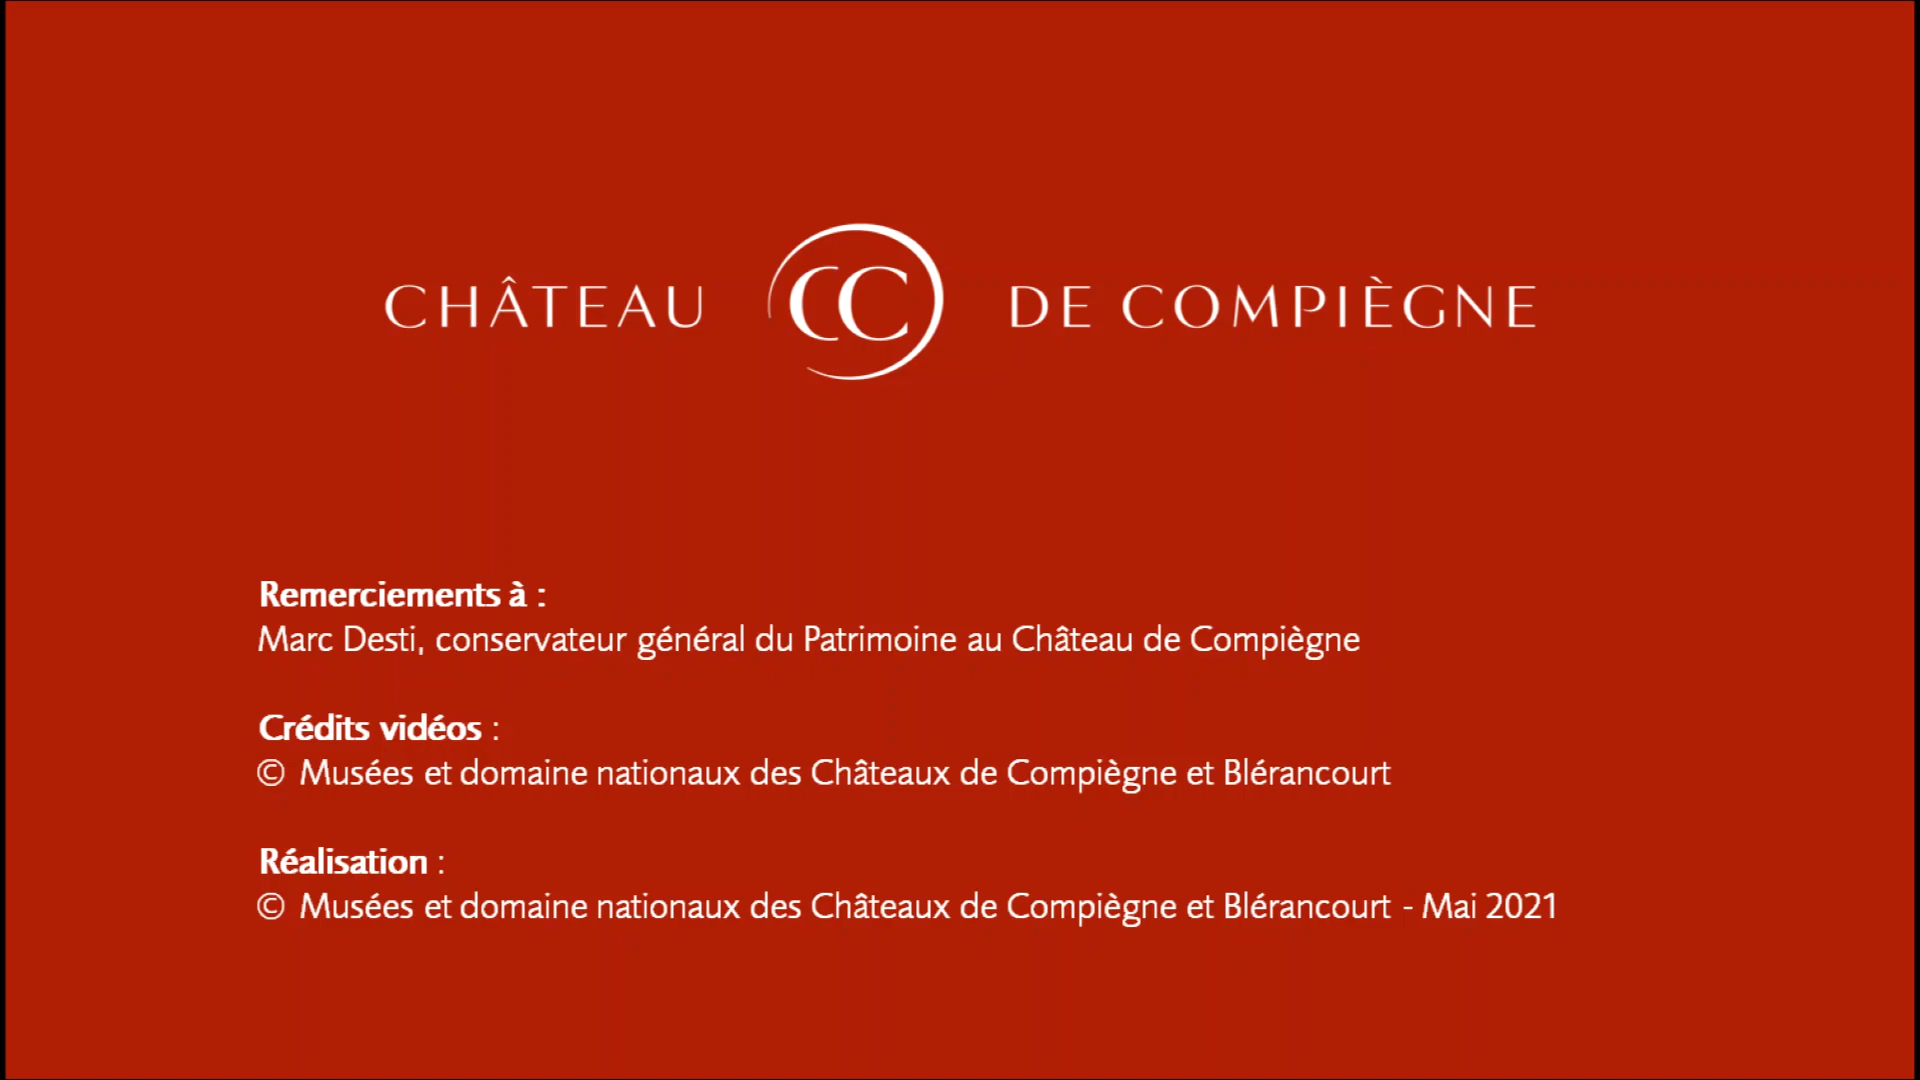 CHÂTEAU CC DE COMPIÈGNE
Remerciements à :
Marc Desti, conservateur général du Patrimoine au Château de Compiègne
Crédits vidéos :
© Musées et domaine nationaux des Châteaux de Compiègne et Blérancourt
Réalisation :
© Musées et domaine nationaux des Châteaux de Compiègne et Blérancourt - Mai 2021